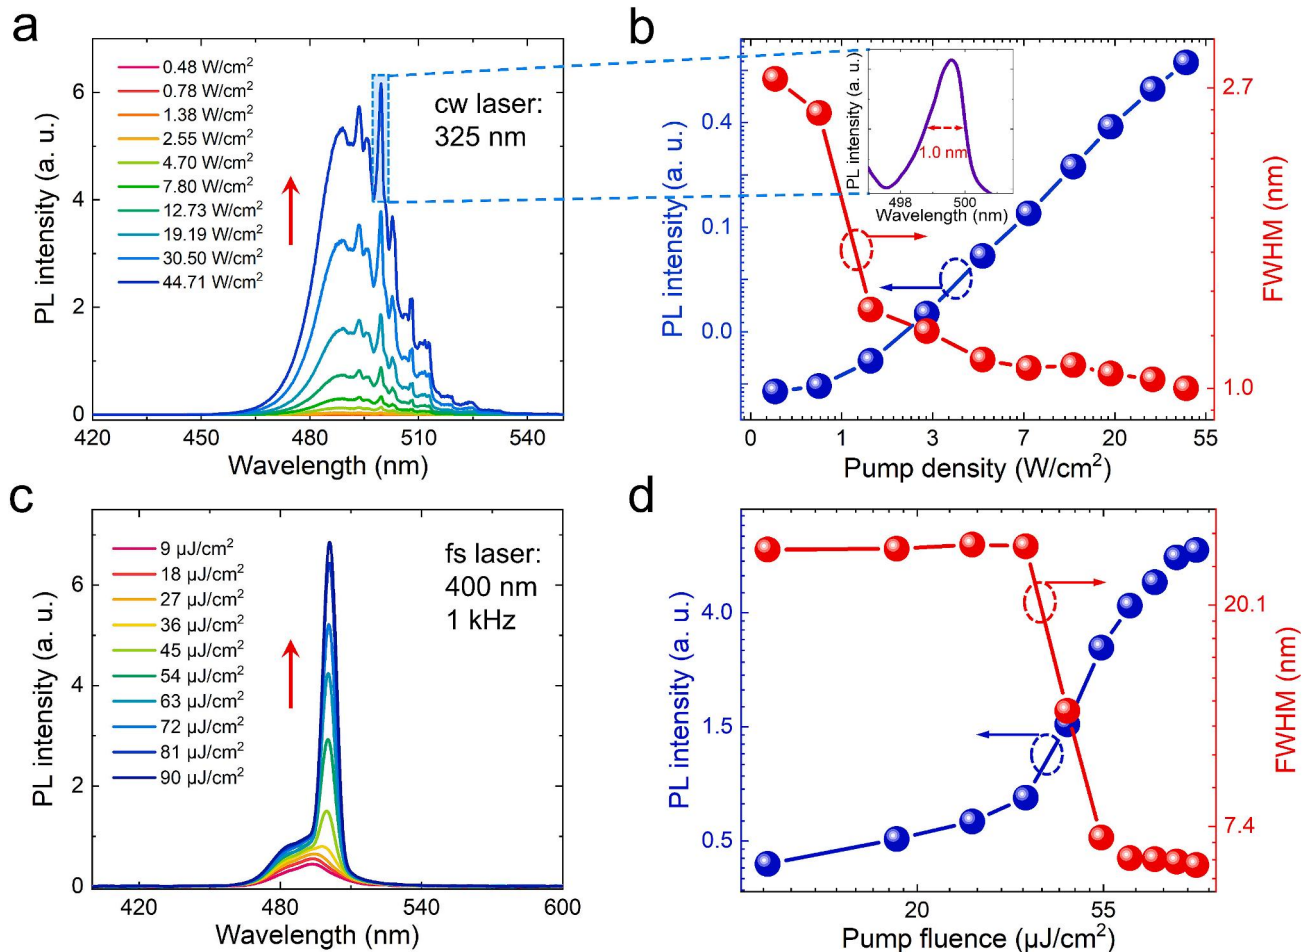 a
PL intensity (a. u.)
6
4
2
0
420
450
480
510
540
Wavelength (nm)
0.48 W/cm²
0.78 W/cm²
1.38 W/cm²
2.55 W/cm²
4.70 W/cm²
7.80 W/cm²
12.73 W/cm²
19.19 W/cm²
30.50 W/cm²
44.71 W/cm²
cw laser:
325 nm
b
PL intensity (a. u.)
0.4
0.1
0.0
0
1
3
7
20
55
Pump density (W/cm²)
2.7
1.0
FWHM (nm)
PL intensity (a. u.)
1.0 nm
498
500
Wavelength (nm)
c
PL intensity (a. u.)
6
4
2
0
420
480
540
600
Wavelength (nm)
9 µJ/cm²
18 µJ/cm²
27 µJ/cm²
36 µJ/cm²
45 µJ/cm²
54 µJ/cm²
63 µJ/cm²
72 µJ/cm²
81 µJ/cm²
90 µJ/cm²
fs laser:
400 nm
1 kHz
d
PL intensity (a. u.)
4.0
1.5
0.5
20
55
Pump fluence (µJ/cm²)
20.1
7.4
FWHM (nm)